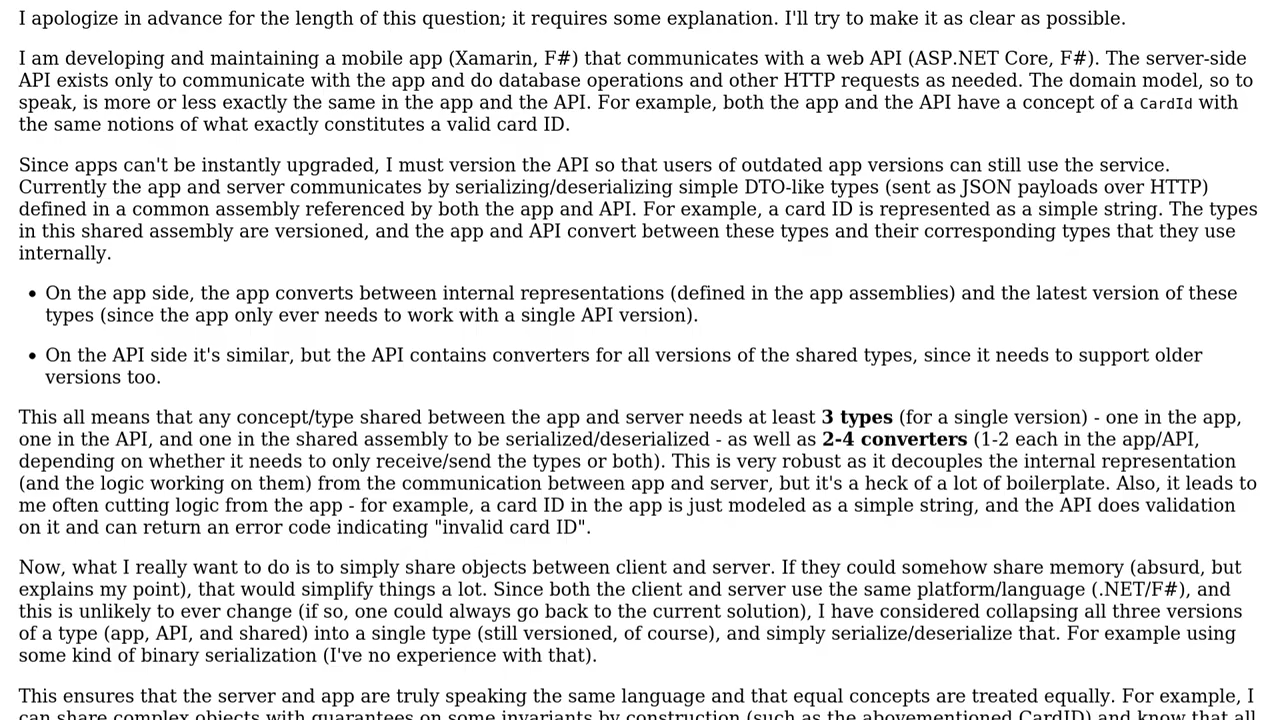 I apologize in advance for the length of this question; it requires some explanation. I'll try to make it as clear as possible.
I am developing and maintaining a mobile app (Xamarin, F#) that communicates with a web API (ASP.NET Core, F#). The server-side
API exists only to communicate with the app and do database operations and other HTTP requests as needed. The domain model, so to
speak, is more or less exactly the same in the app and the API. For example, both the app and the API have a concept of a CardId with
the same notions of what exactly constitutes a valid card ID.
Since apps can't be instantly upgraded, I must version the API so that users of outdated app versions can still use the service.
Currently the app and server communicates by serializing/deserializing simple DTO-like types (sent as JSON payloads over HTTP)
defined in a common assembly referenced by both the app and API. For example, a card ID is represented as a simple string. The types
in this shared assembly are versioned, and the app and API convert between these types and their corresponding types that they use
internally.
• On the app side, the app converts between internal representations (defined in the app assemblies) and the latest version of these
types (since the app only ever needs to work with a single API version).
• On the API side it's similar, but the API contains converters for all versions of the shared types, since it needs to support older
versions too.
This all means that any concept/type shared between the app and server needs at least 3 types (for a single version) - one in the app,
one in the API, and one in the shared assembly to be serialized/deserialized - as well as 2-4 converters (1-2 each in the app/API,
depending on whether it needs to only receive/send the types or both). This is very robust as it decouples the internal representation
(and the logic working on them) from the communication between app and server, but it's a heck of a lot of boilerplate. Also, it leads to
me often cutting logic from the app - for example, a card ID in the app is just modeled as a simple string, and the API does validation
on it and can return an error code indicating "invalid card ID".
Now, what I really want to do is to simply share objects between client and server. If they could somehow share memory (absurd, but
explains my point), that would simplify things a lot. Since both the client and server use the same platform/language (.NET/F#), and
this is unlikely to ever change (if so, one could always go back to the current solution), I have considered collapsing all three versions
of a type (app, API, and shared) into a single type (still versioned, of course), and simply serialize/deserialize that. For example using
some kind of binary serialization (I've no experience with that).
This ensures that the server and app are truly speaking the same language and that equal concepts are treated equally. For example, I
can share complex objects with guarantees on some invariants by construction (such as the abovementioned CardID) and know that all